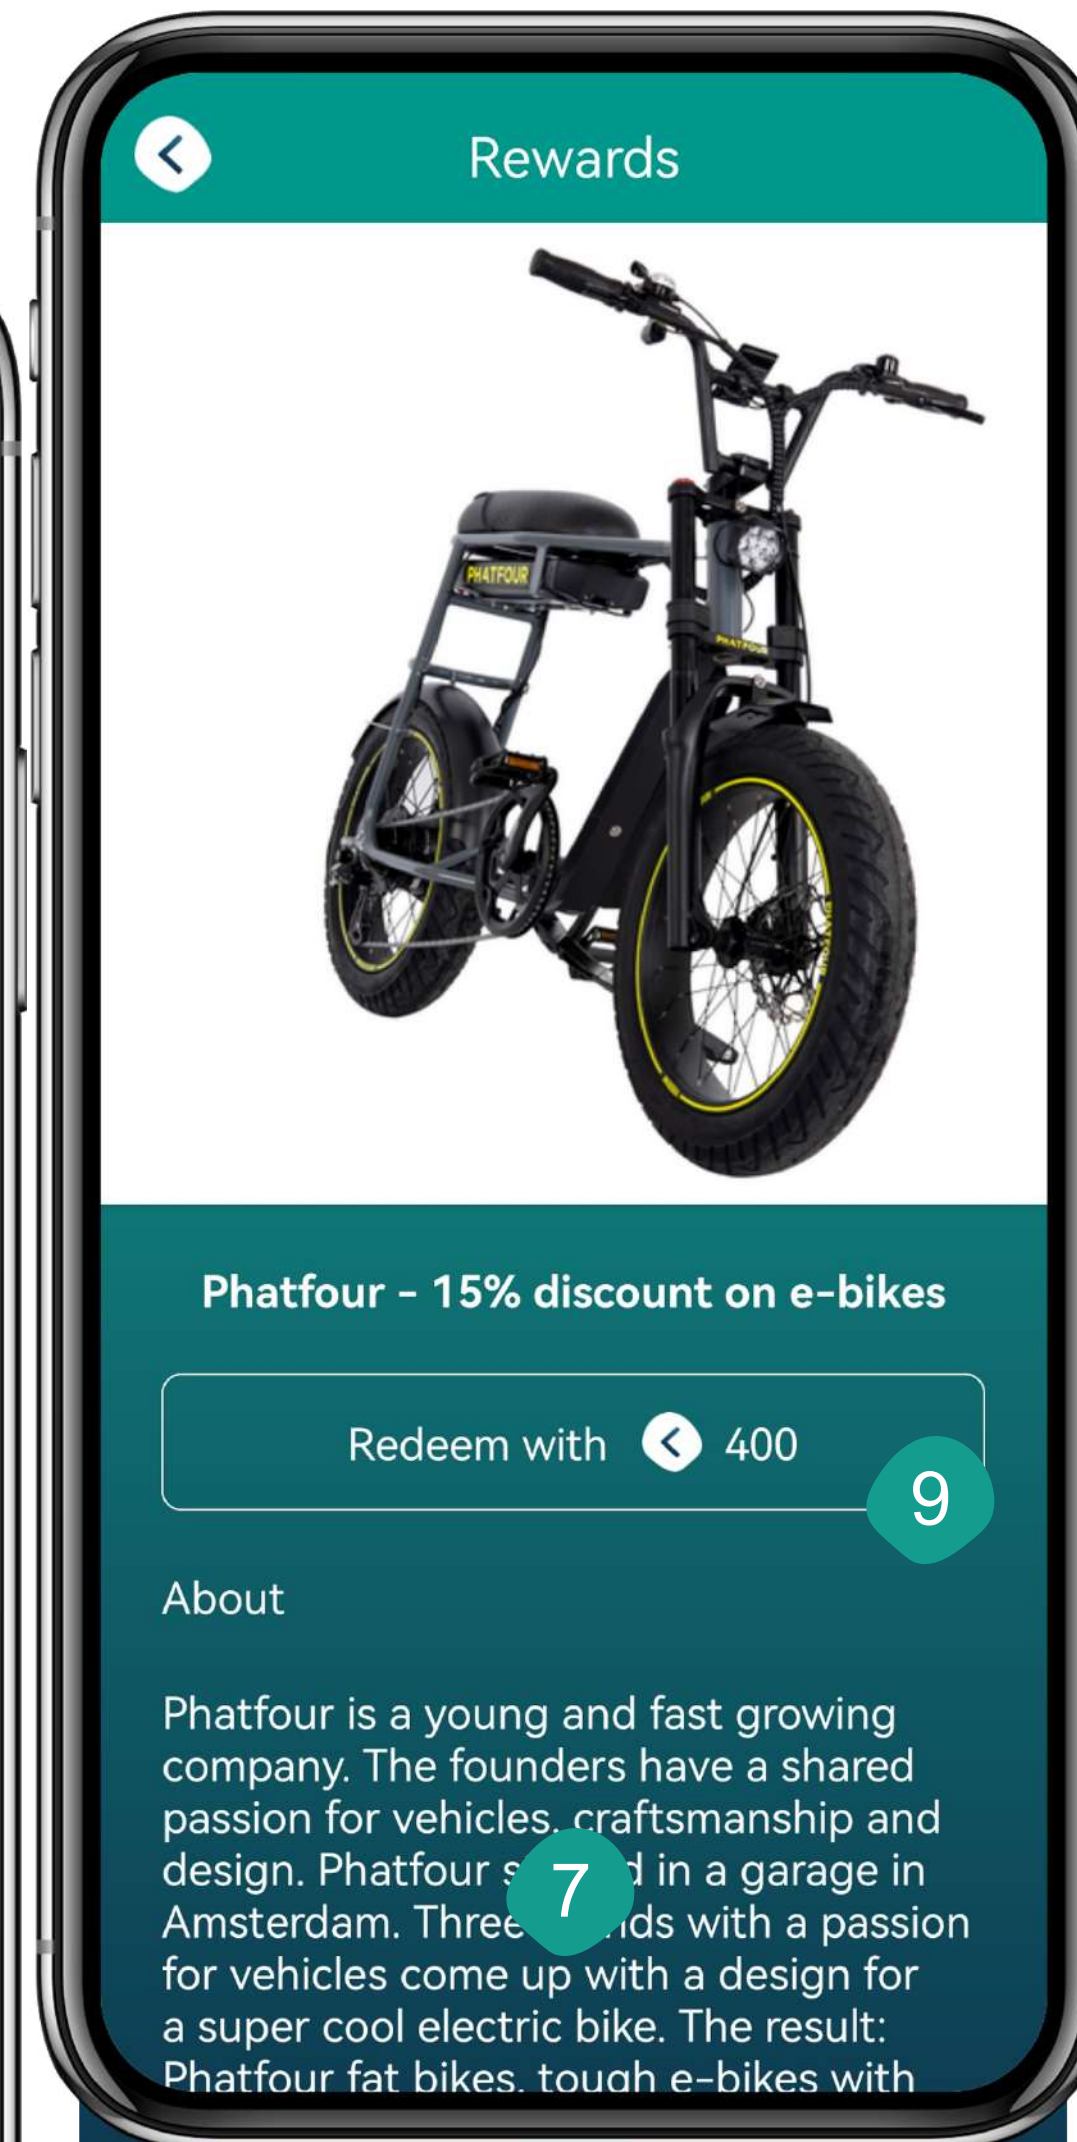 Rewards
PHATFOUR
PHATFOUR
PHATFOUR
Phatfour - 15% discount on e-bikes
Redeem with 400
9
About
Phatfour is a young and fast growing
company. The founders have a shared
passion for vehicles, craftsmanship and
design. Phatfour s 7 d in a garage in
Amsterdam. Three nds with a passion
for vehicles come up with a design for
a super cool electric bike. The result:
Phatfour fat bikes, tough e-bikes with